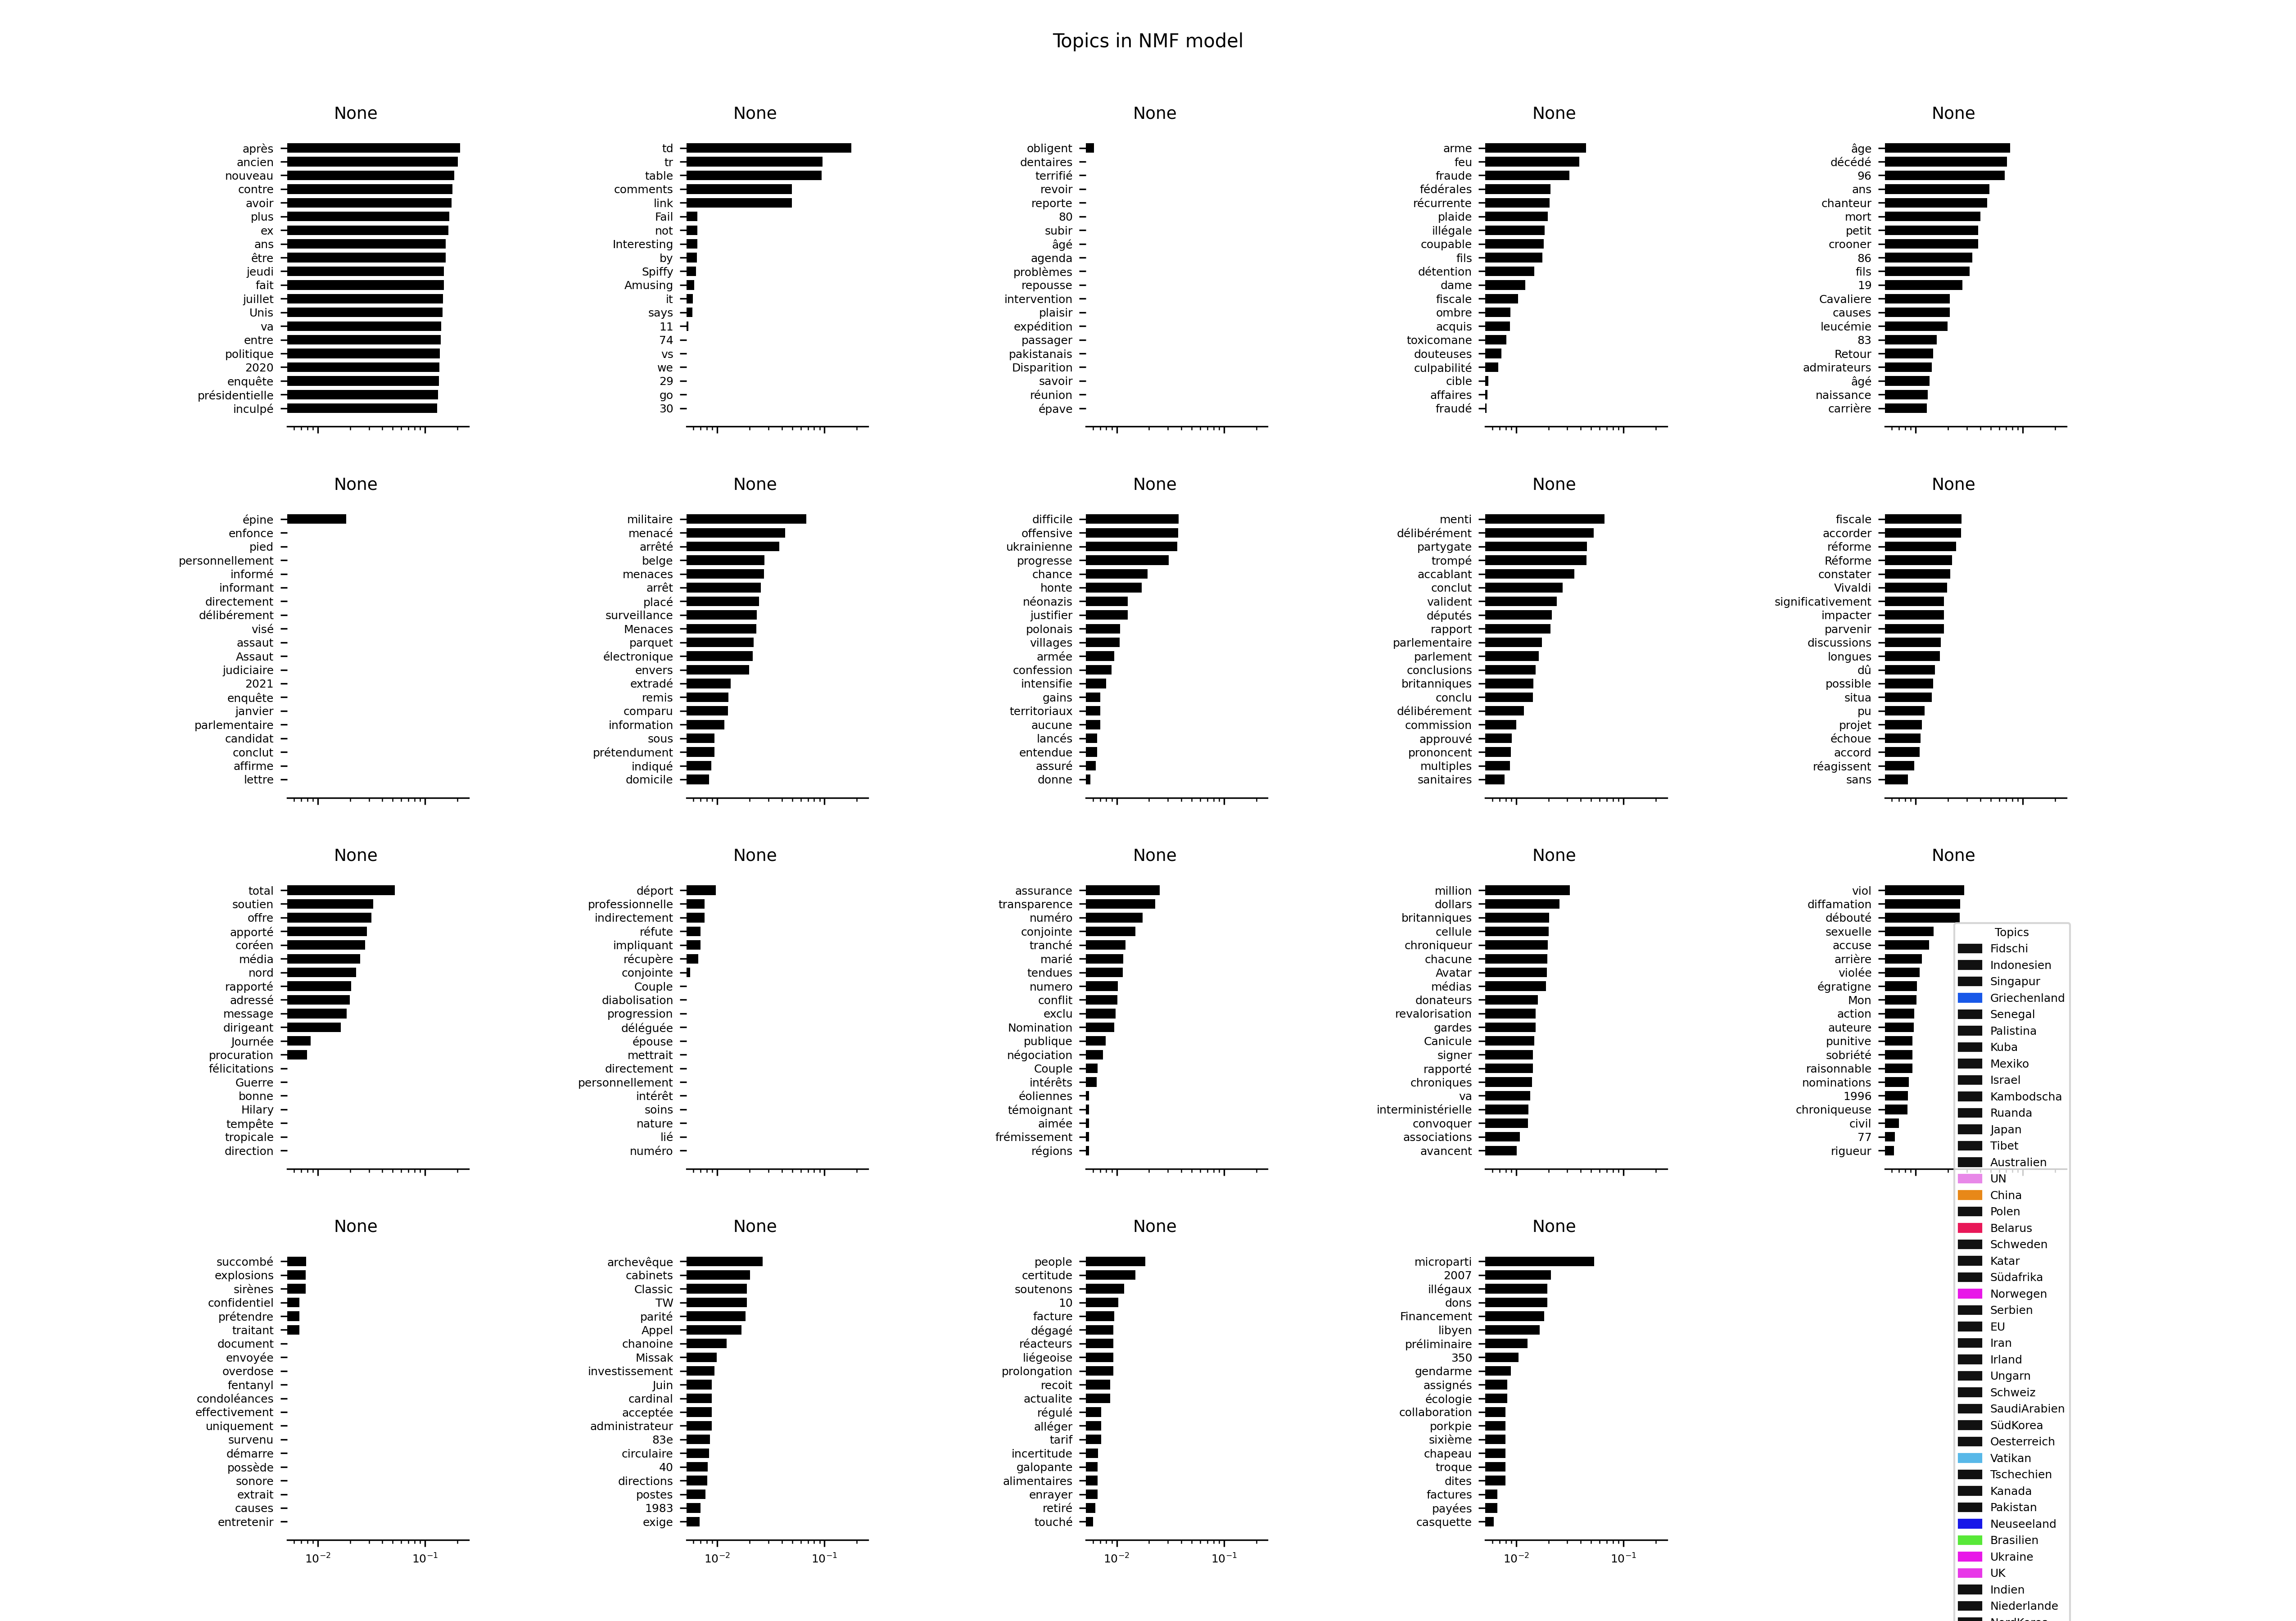 Topics in NMF model
None
après
ancien
nouveau
contre
avoir
plus
ex
ans
être
jeudi
fait
juillet
Unis
va
entre
politique
2020
enquête
présidentielle
inculpé
None
td
tr
table
comments
link
Fail
not
Interesting
by
Spiffy
Amusing
it
says
11
74
vs
we
29
go
30
None
obligent
dentaires
terrifié
revoir
reporte
80
subir
âgé
agenda
problèmes
repousse
intervention
plaisir
expédition
passager
pakistanais
Disparition
savoir
réunion
épave
None
arme
feu
fraude
fédérales
récurrente
plaide
illégale
coupable
fils
détention
dame
fiscale
ombre
acquis
toxicomane
douteuses
culpabilité
cible
affaires
fraudé
None
âge
décédé
96
ans
chanteur
mort
petit
crooner
86
fils
19
Cavaliere
causes
leucémie
83
Retour
admirateurs
âgé
naissance
carrière
None
épine
enfonce
pied
personnellement
informé
informant
directement
délibérement
visé
assaut
Assaut
judiciaire
2021
enquête
janvier
parlementaire
candidat
conclut
affirme
lettre
None
militaire
menacé
arrêté
belge
menaces
arrêt
placé
surveillance
Menaces
parquet
électronique
envers
extradé
remis
comparu
information
sous
prétendument
indiqué
domicile
None
difficile
offensive
ukrainienne
progresse
chance
honte
néonazis
justifier
polonais
villages
armée
confession
intensifie
gains
territoriaux
aucune
lancés
entendue
assuré
donne
None
menti
délibérément
partygate
trompé
accablant
conclut
valident
députés
rapport
parlementaire
parlement
conclusions
britanniques
conclu
délibérement
commission
approuvé
prononcent
multiples
sanitaires
None
fiscale
accorder
réforme
Réforme
constater
Vivaldi
significativement
impacter
parvenir
discussions
longues
dû
possible
situa
pu
projet
échoue
accord
réagissent
sans
None
total
soutien
offre
apporté
coréen
média
nord
rapporté
adressé
message
dirigeant
Journée
procuration
félicitations
Guerre
bonne
Hilary
tempête
tropicale
direction
None
déport
professionnelle
indirectement
réfute
impliquant
récupère
conjointe
Couple
diabolisation
progression
déléguée
épouse
mettrait
directement
personnellement
intérêt
soins
nature
lié
numéro
None
assurance
transparence
numéro
conjointe
tranché
marié
tendues
numero
conflit
exclu
Nomination
publique
négociation
Couple
intérêts
éoliennes
témoignant
aimée
frémissement
régions
None
million
dollars
britanniques
cellule
chroniqueur
chacune
Avatar
médias
donateurs
revalorisation
gardes
Canicule
signer
rapporté
chroniques
va
interministérielle
convoquer
associations
avancent
None
viol
diffamation
débouté
sexuelle
accuse
arrière
violée
égratigne
Mon
action
auteure
punitive
sobriété
raisonnable
nominations
1996
chroniqueuse
civil
77
rigueur
None
succombé
explosions
sirènes
confidentiel
prétendre
traitant
document
envoyée
overdose
fentanyl
condoléances
effectivement
uniquement
survenu
démarre
possède
sonore
extrait
causes
entretenir
10⁻²
10⁻¹
None
archevêque
cabinets
Classic
TW
parité
Appel
chanoine
Missak
investissement
Juin
cardinal
acceptée
administrateur
83e
circulaire
40
directions
postes
1983
exige
10⁻²
10⁻¹
None
people
certitude
soutenons
10
facture
dégagé
réacteurs
liégeoise
prolongation
recoit
actualite
régulé
alléger
tarif
incertitude
galopante
alimentaires
enrayer
retiré
touché
10⁻²
10⁻¹
None
microparti
2007
illégaux
dons
Financement
libyen
préliminaire
350
gendarme
assignés
écologie
collaboration
porkpie
sixième
chapeau
troque
dites
factures
payées
casquette
10⁻²
10⁻¹
Topics
Fidschi
Indonesien
Singapur
Griechenland
Senegal
Palistina
Kuba
Mexiko
Israel
Kambodscha
Ruanda
Japan
Tibet
Australien
UN
China
Polen
Belarus
Schweden
Katar
Südafrika
Norwegen
Serbien
EU
Iran
Irland
Ungarn
Schweiz
SaudiArabien
SüdKorea
Oesterreich
Vatikan
Tschechien
Kanada
Pakistan
Neuseeland
Brasilien
Ukraine
UK
Indien
Niederlande